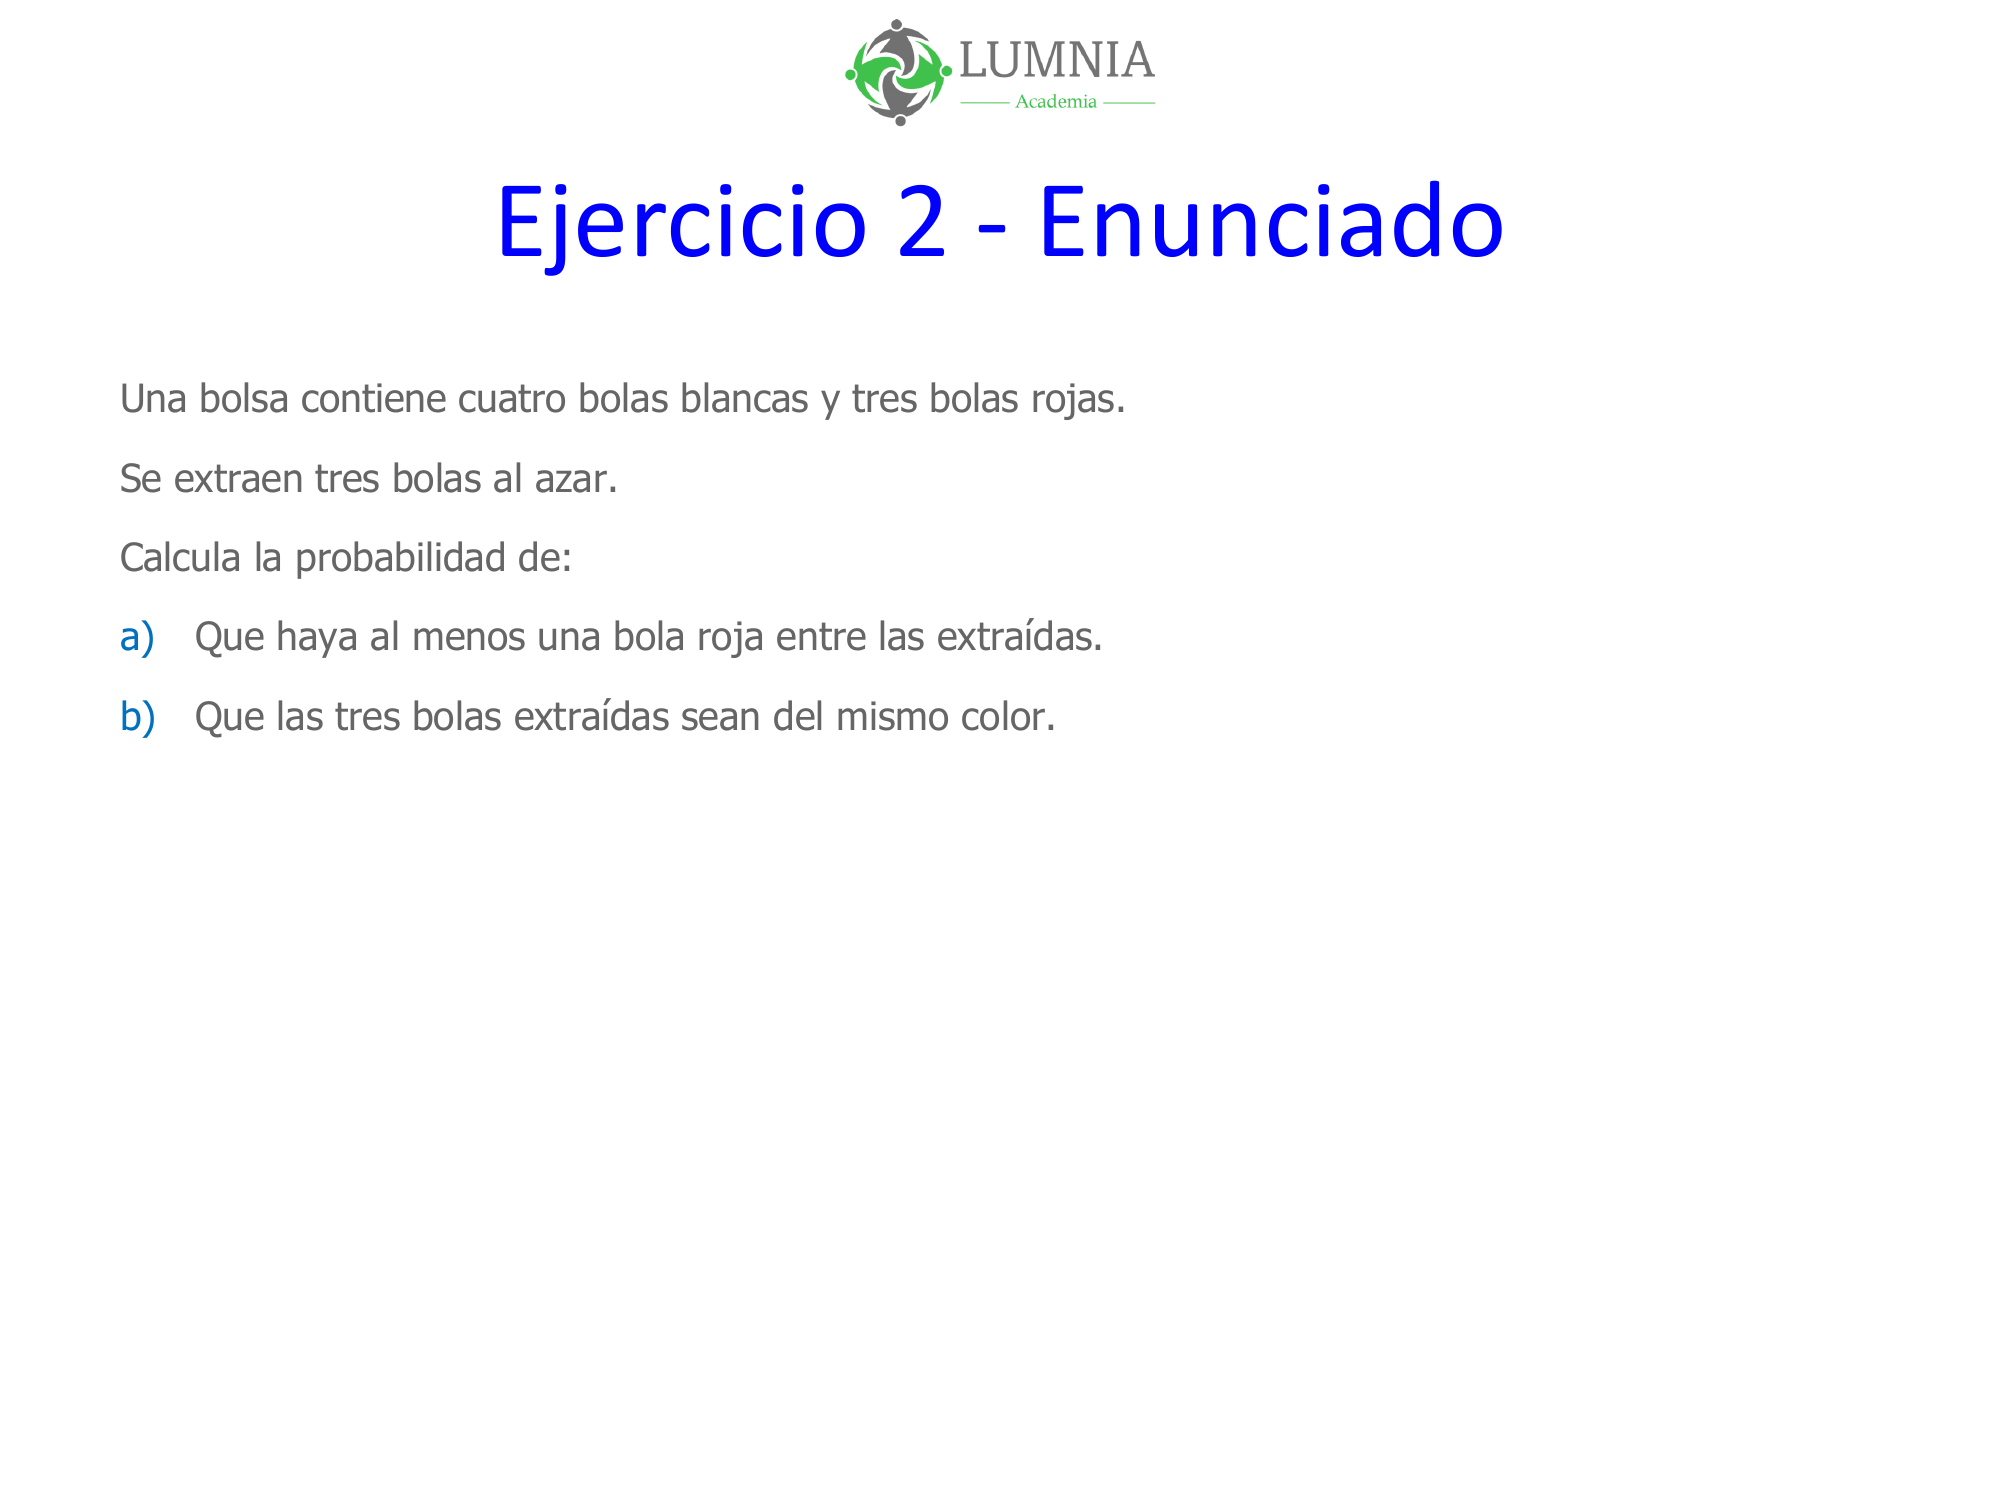 LUMNIA
Academia
Ejercicio 2 - Enunciado
Una bolsa contiene cuatro bolas blancas y tres bolas rojas.
Se extraen tres bolas al azar.
Calcula la probabilidad de:
a) Que haya al menos una bola roja entre las extraídas.
b) Que las tres bolas extraídas sean del mismo color.